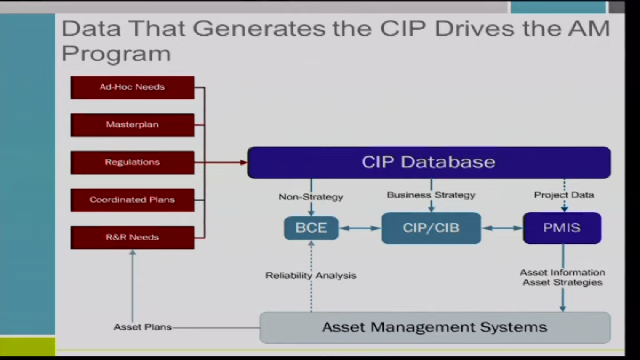 Data That Generates the CIP Drives the AM
Program
Ad-Hoc Needs
Masterplan
Regulations
Coordinated Plans
R&R Needs
CIP Database
Non-Strategy
Business Strategy
Project Data
BCE
CIP/CIB
PMIS
Reliability Analysis
Asset Information
Asset Strategies
Asset Plans
Asset Management Systems